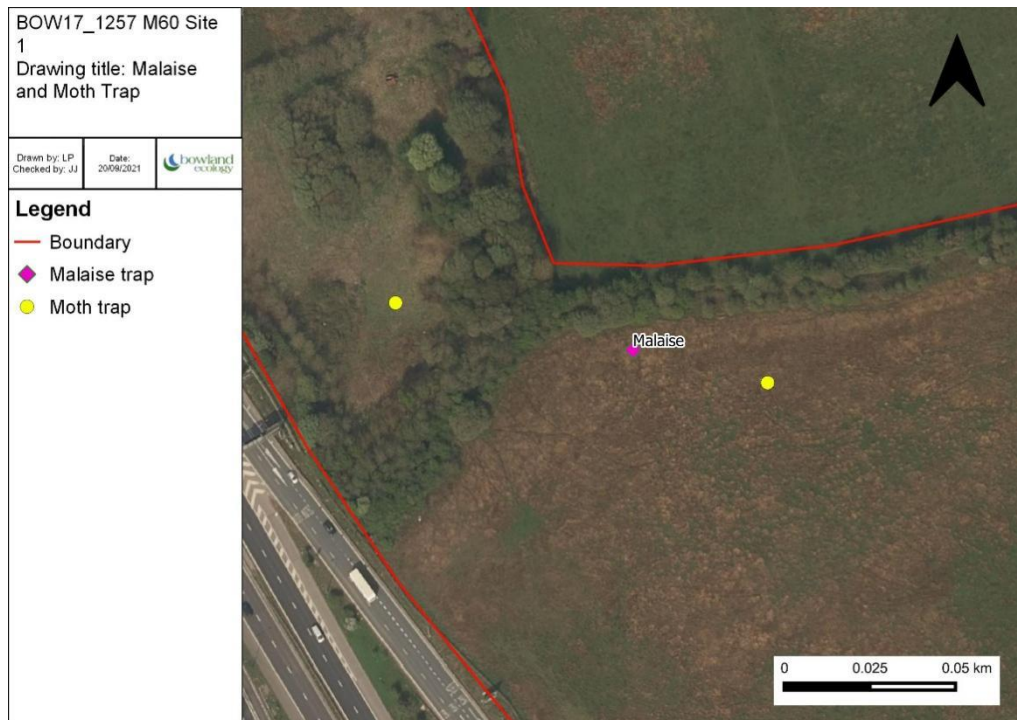 BOW17_1257 M60 Site
1
Drawing title: Malaise
and Moth Trap
Drawn by: LP
Checked by: JJ
Date:
20/09/2021
bowland
ecology
Legend
Boundary
Malaise trap
Moth trap
Malaise
0 0.025 0.05 km